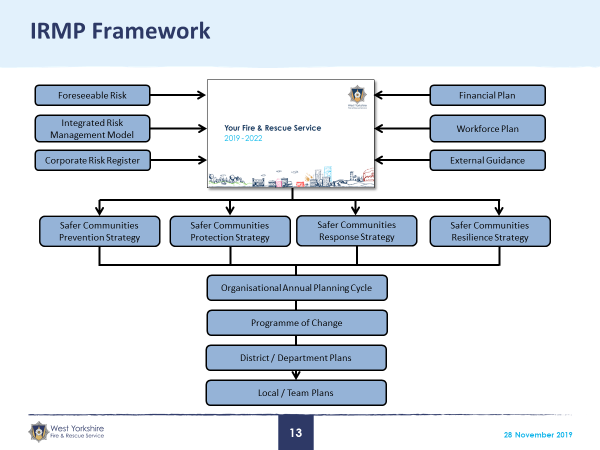 IRMP Framework
Foreseeable Risk
Integrated Risk
Management Model
Corporate Risk Register
West Yorkshire
Your Fire & Rescue Service
2019 - 2022
Financial Plan
Workforce Plan
External Guidance
Safer Communities
Prevention Strategy
Safer Communities
Protection Strategy
Safer Communities
Response Strategy
Safer Communities
Resilience Strategy
Organisational Annual Planning Cycle
Programme of Change
District / Department Plans
Local / Team Plans
West Yorkshire
Fire & Rescue Service
13
28 November 2019